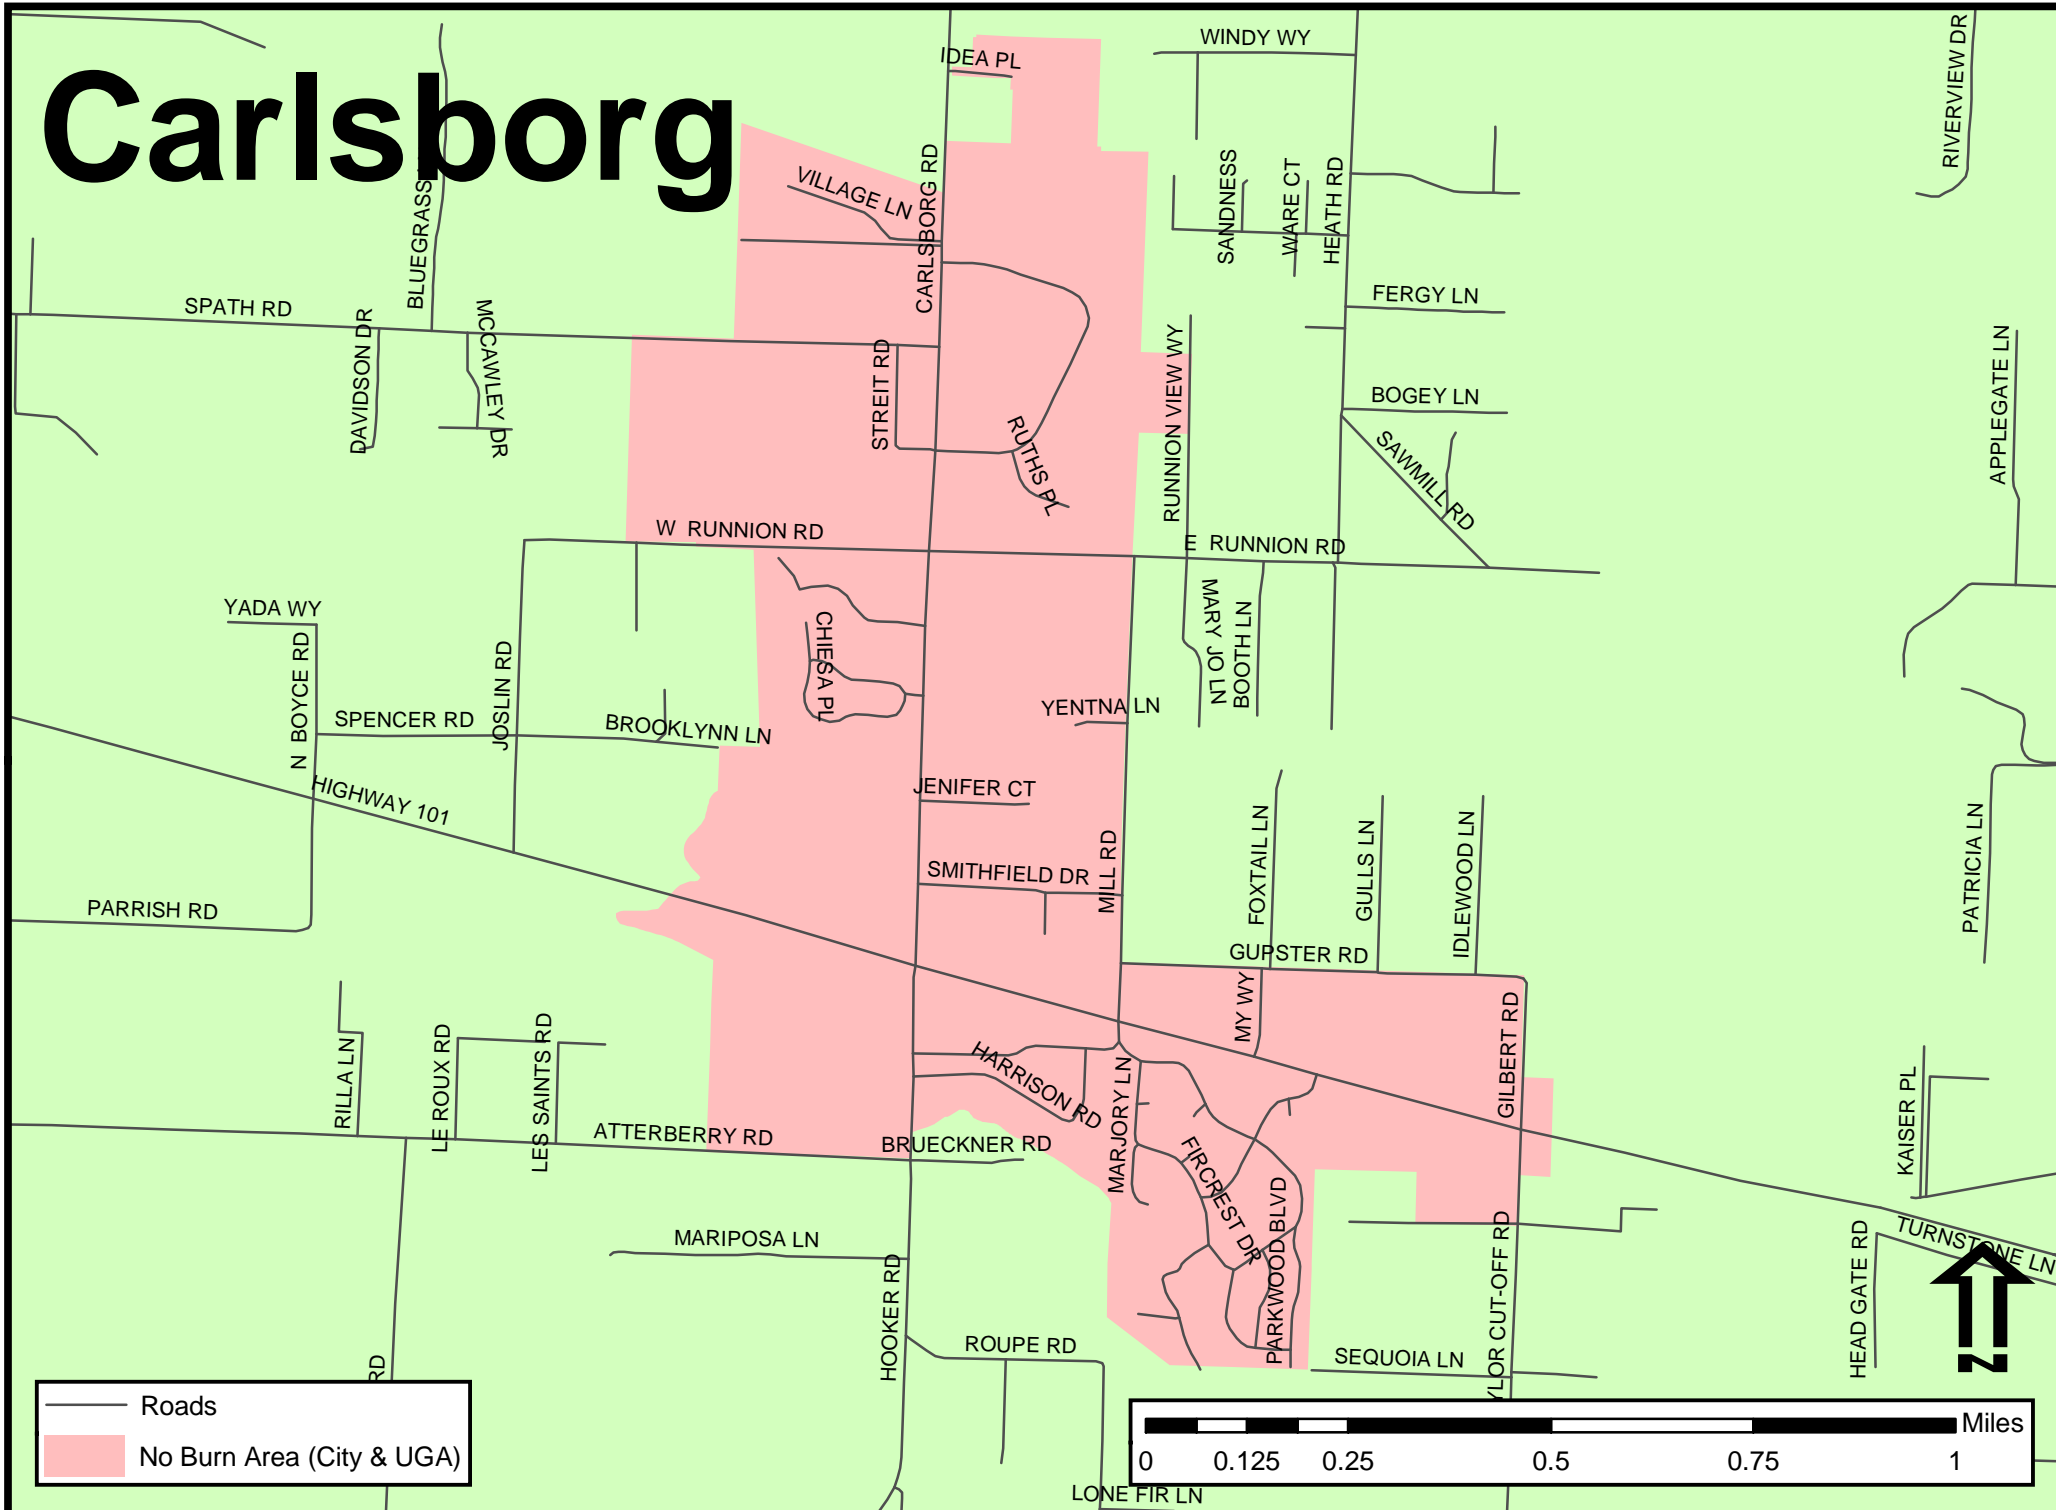 Carlsborg
IDEA PL
WINDY WY
RIVERVIEW DR
VILLAGE LN
CARLSBORG RD
SANDNESS
WARE CT
HEATH RD
BLUEGRASS
SPATH RD
DAVIDSON DR
MCCAWLEY DR
STREIT RD
RUTHS PL
RUNNION VIEW WY
FERGY LN
BOGEY LN
SAWMILL RD
APPLEGATE LN
W RUNNION RD
E RUNNION RD
YADA WY
N BOYCE RD
JOSLIN RD
CHIESA PL
MARY JO LN
BOOTH LN
SPENCER RD
BROOKLYNN LN
YENTNA LN
HIGHWAY 101
JENIFER CT
SMITHFIELD DR
MILL RD
FOXTAIL LN
GULLS LN
IDLEWOOD LN
PATRICIA LN
PARRISH RD
GUPSTER RD
MY WY
GILBERT RD
RILLA LN
LE ROUX RD
LES SAINTS RD
HARRISON RD
MARJORY LN
KAISER PL
ATTERBERRY RD
BRUECKNER RD
FIRCREST DR
PARKWOOD BLVD
MARIPOSA LN
HOOKER RD
YLOR CUT-OFF RD
HEAD GATE RD
TURNSTONE LN
ROUPE RD
SEQUOIA LN
RD
N
Roads
No Burn Area (City & UGA)
Miles
0 0.125 0.25 0.5 0.75 1
LONE FIR LN